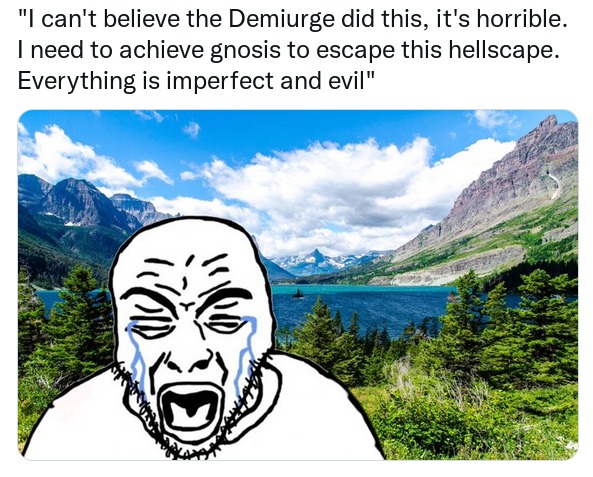 "I can't believe the Demiurge did this, it's horrible.
I need to achieve gnosis to escape this hellscape.
Everything is imperfect and evil"